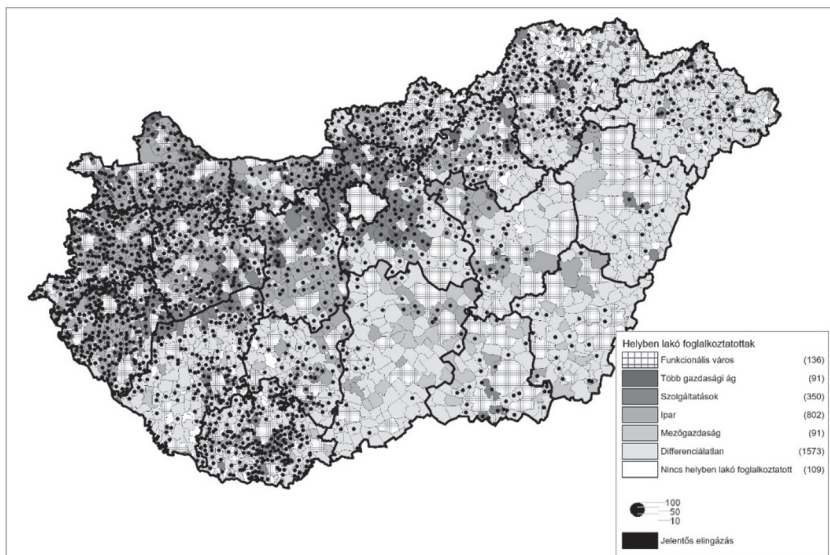 Helyben lakó foglalkoztatottak
Funkcionális város (136)
Több gazdasági ág (91)
Szolgáltatások (350)
Ipar (802)
Mezőgazdaság (91)
Differenciálatlan (1573)
Nincs helyben lakó foglalkoztatott (109)
100
50
10
Jelentős elingázás